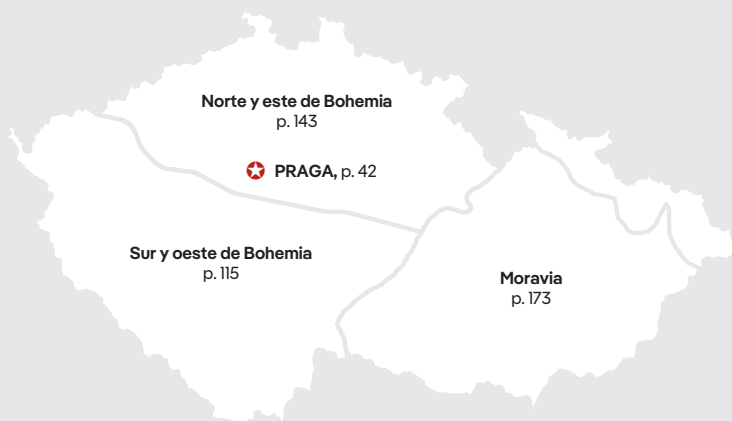 Norte y este de Bohemia
p. 143
PRAGA, p. 42
Sur y oeste de Bohemia
p. 115
Moravia
p. 173